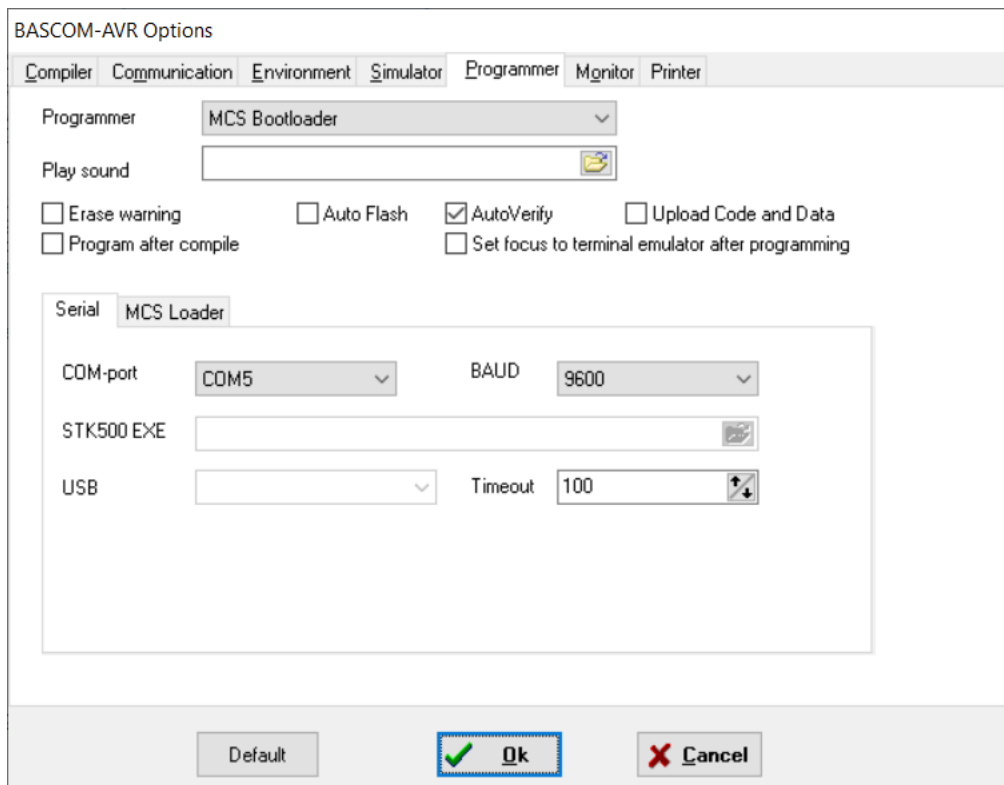 BASCOM-AVR Options
Compiler Communication Environment Simulator Programmer Monitor Printer
Programmer MCS Bootloader
Play sound
Erase warning Auto Flash AutoVerify Upload Code and Data
Program after compile Set focus to terminal emulator after programming
Serial MCS Loader
COM-port COM5 BAUD 9600
STK500 EXE
USB Timeout 100
Default Ok Cancel